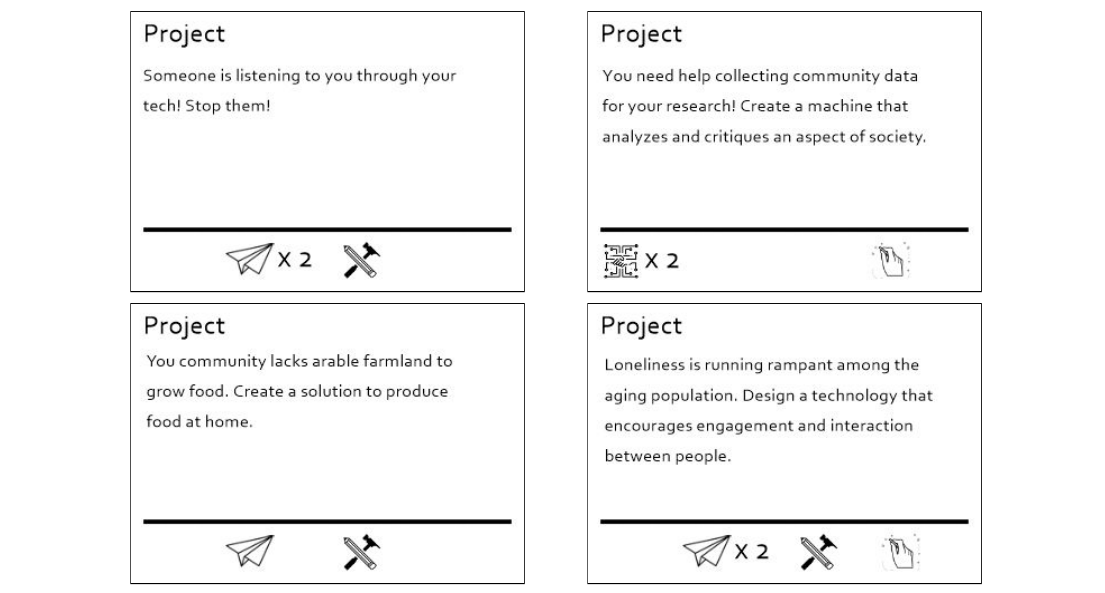 Project
Someone is listening to you through your
tech! Stop them!
X 2
Project
You need help collecting community data
for your research! Create a machine that
analyzes and critiques an aspect of society.
X 2
Project
You community lacks arable farmland to
grow food. Create a solution to produce
food at home.
Project
Loneliness is running rampant among the
aging population. Design a technology that
encourages engagement and interaction
between people.
X 2